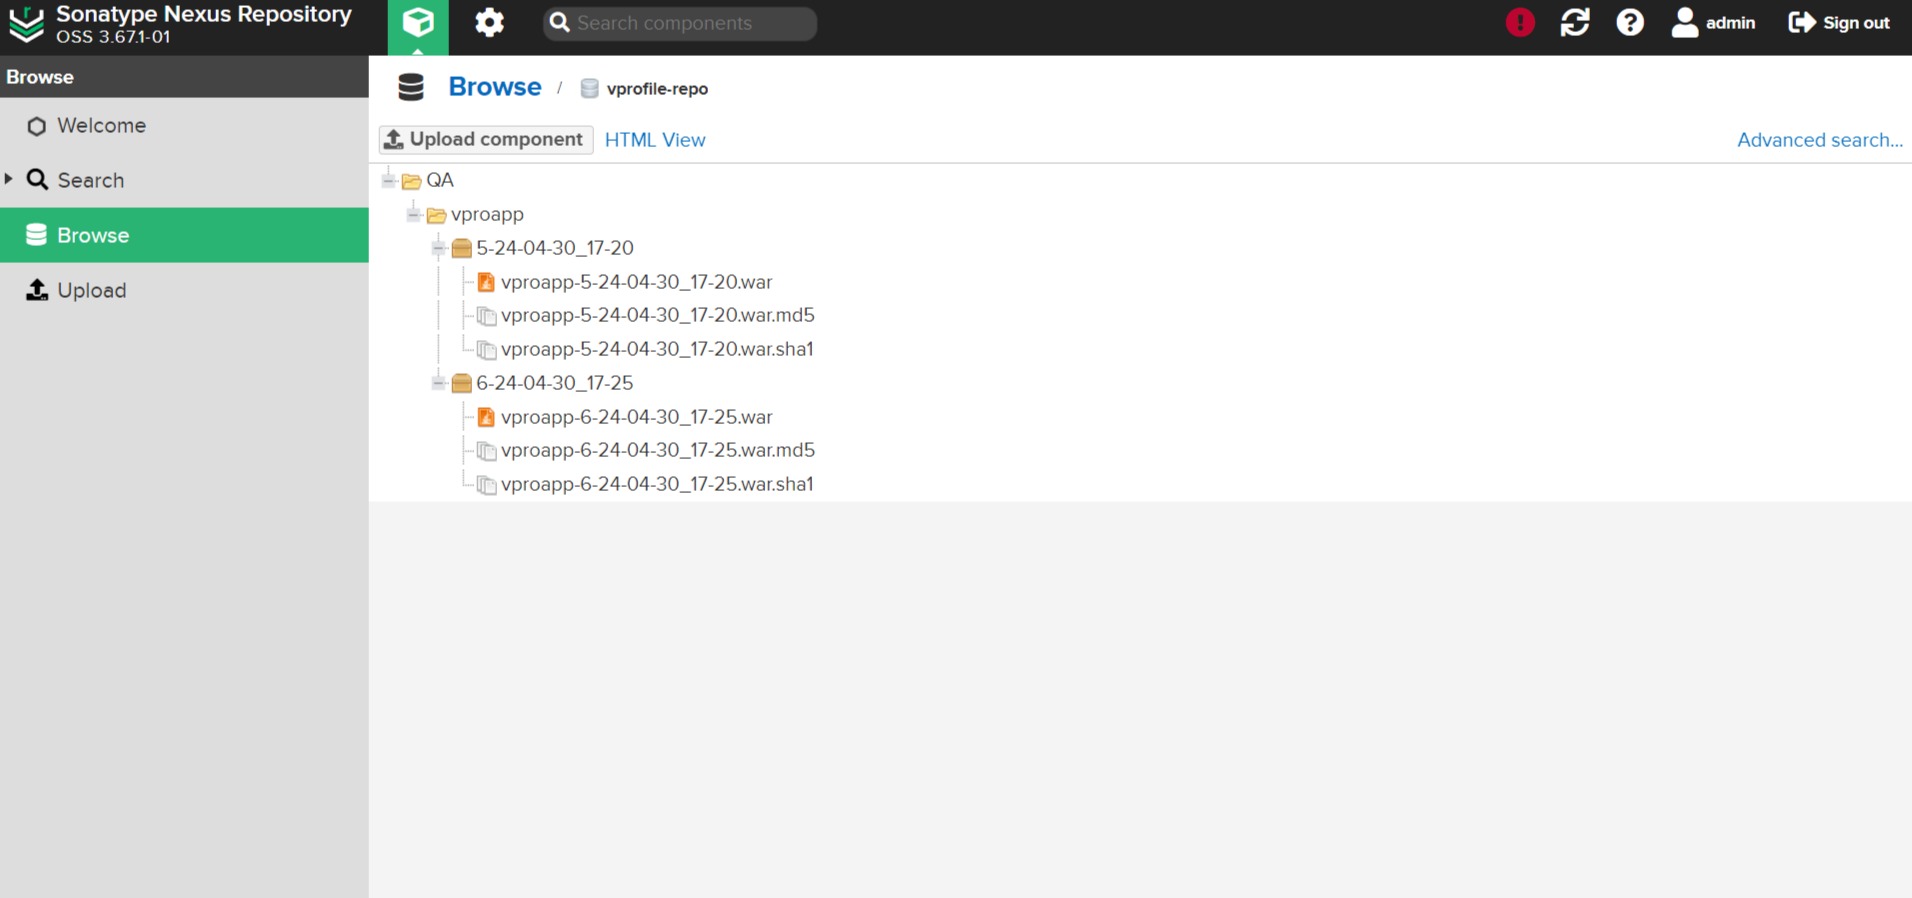 Sonatype Nexus Repository
OSS 3.67.1-01
Search components
admin
Sign out
Browse
Welcome
Search
Browse
Upload
Browse / vprofile-repo
Upload component HTML View Advanced search...
QA
vproapp
5-24-04-30_17-20
vproapp-5-24-04-30_17-20.war
vproapp-5-24-04-30_17-20.war.md5
vproapp-5-24-04-30_17-20.war.sha1
6-24-04-30_17-25
vproapp-6-24-04-30_17-25.war
vproapp-6-24-04-30_17-25.war.md5
vproapp-6-24-04-30_17-25.war.sha1